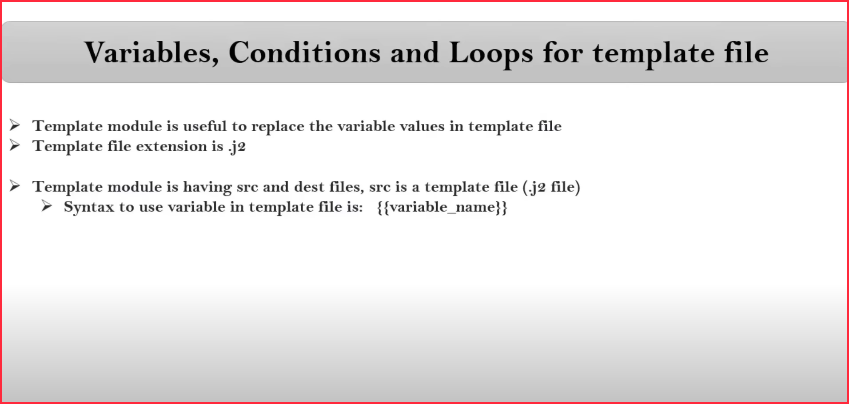 Variables, Conditions and Loops for template file
➢ Template module is useful to replace the variable values in template file
➢ Template file extension is .j2
➢ Template module is having src and dest files, src is a template file (.j2 file)
➢ Syntax to use variable in template file is: {{variable_name}}